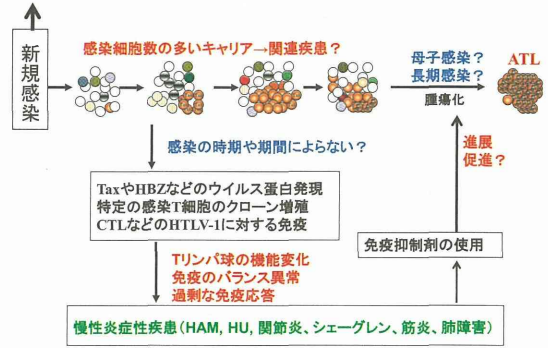 新規感染
感染細胞数の多いキャリア→関連疾患？
母子感染？
長期感染？
腫瘍化
ATL
感染の時期や期間によらない？
進展
促進？
TaxやHBZなどのウイルス蛋白発現
特定の感染T細胞のクローン増殖
CTLなどのHTLV-1に対する免疫
免疫抑制剤の使用
Tリンパ球の機能変化
免疫のバランス異常
過剰な免疫応答
慢性炎症性疾患（HAM, HU, 関節炎、シェーグレン、筋炎、肺障害）